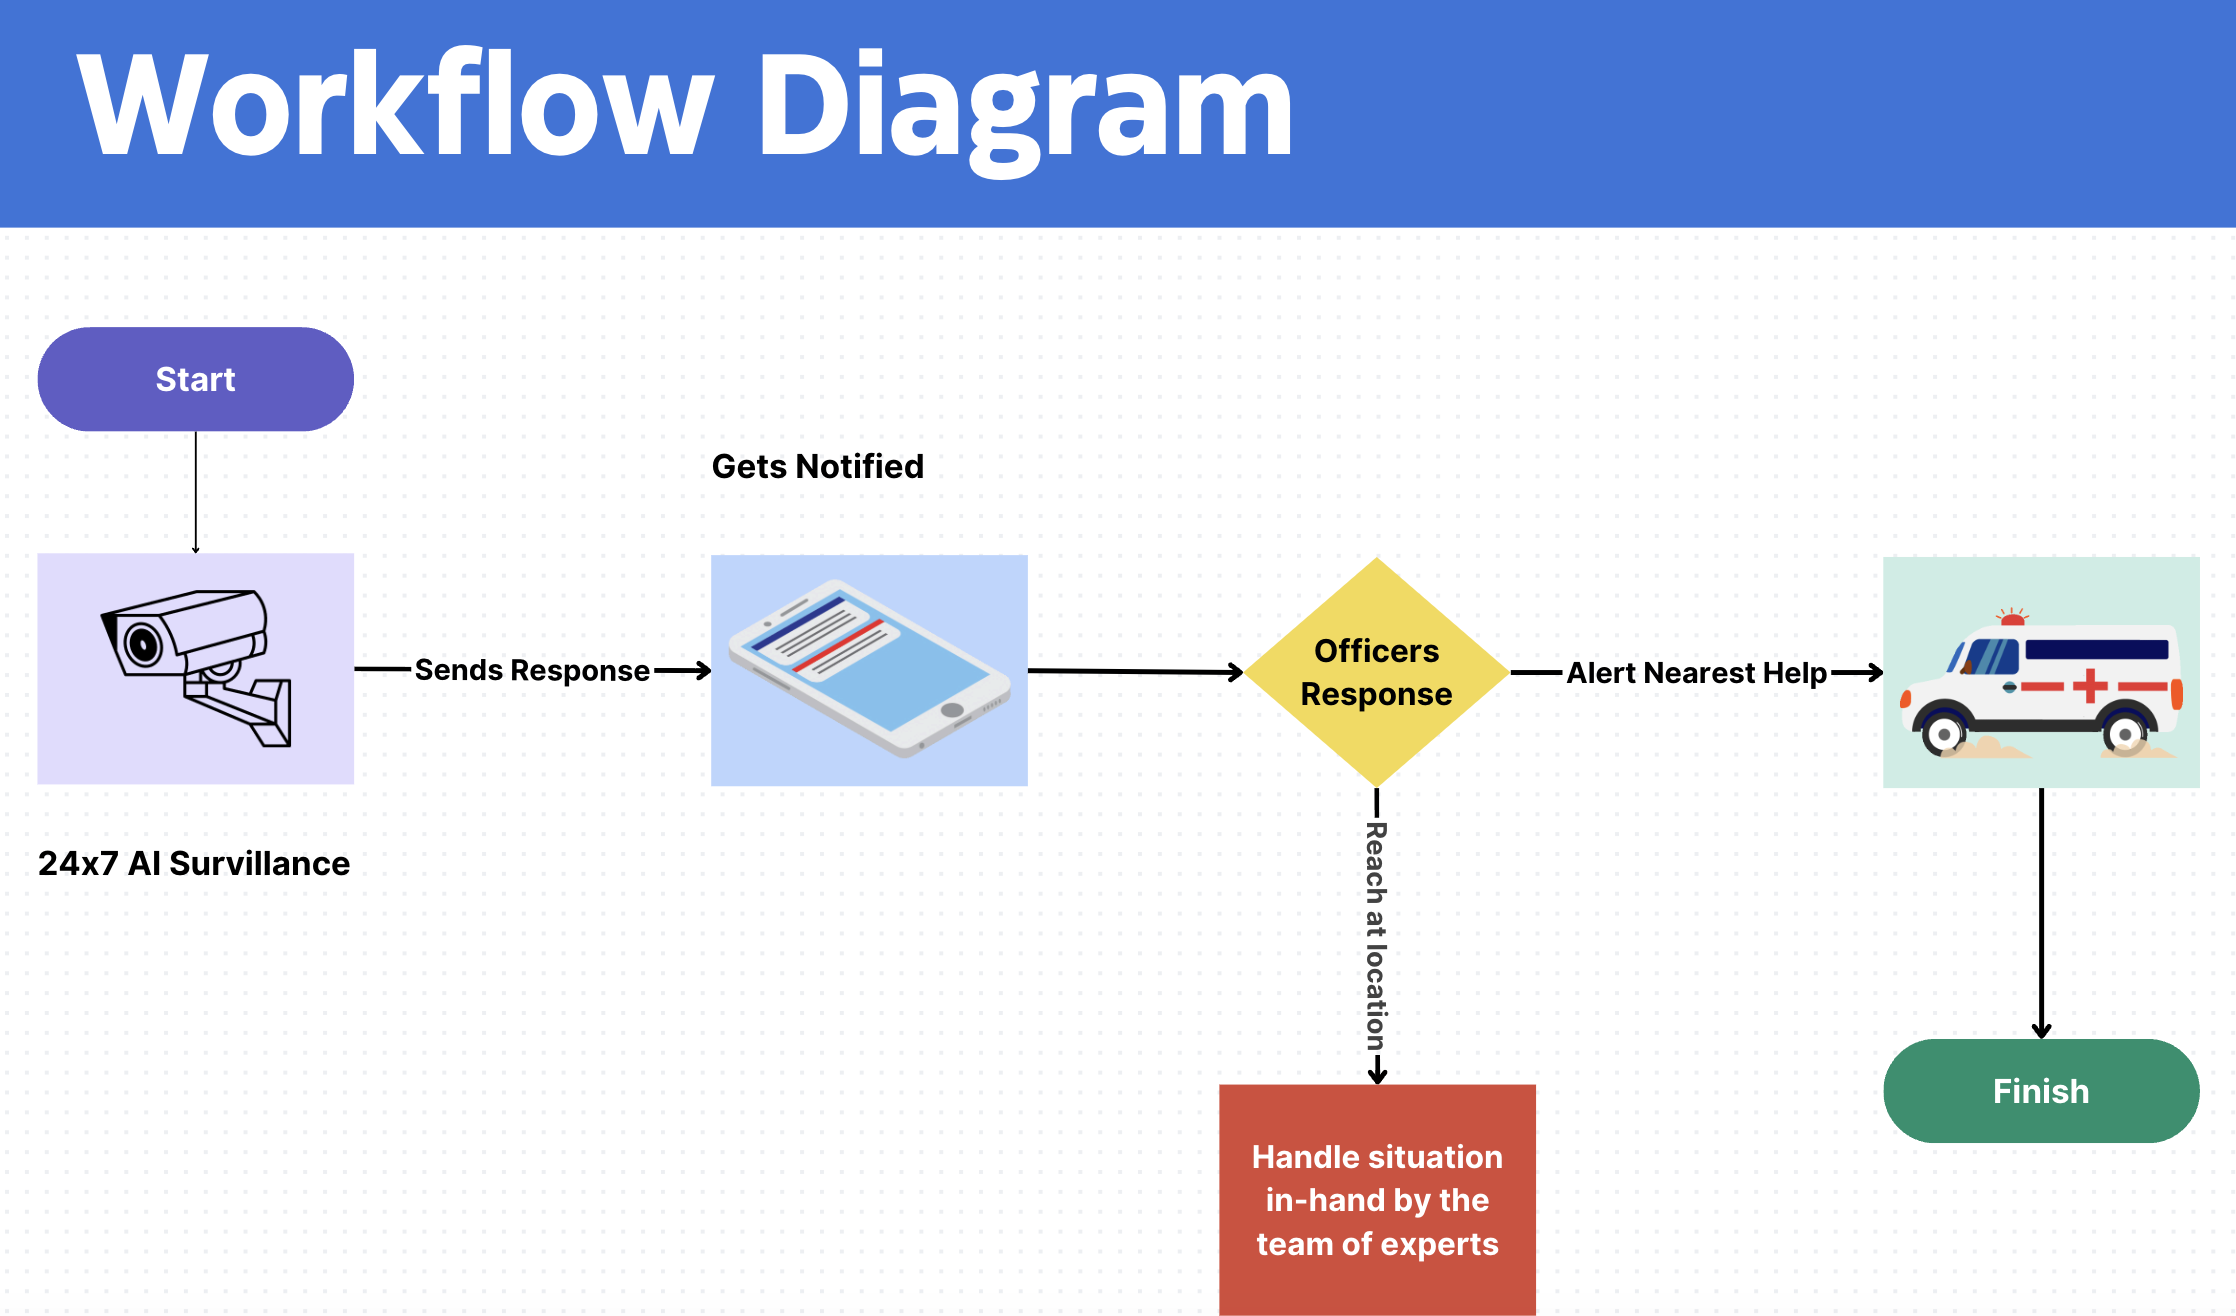 Workflow Diagram
Start
Gets Notified
Sends Response
Officers
Response
Alert Nearest Help
24x7 AI Survillance
Reach at location
Finish
Handle situation
in-hand by the
team of experts